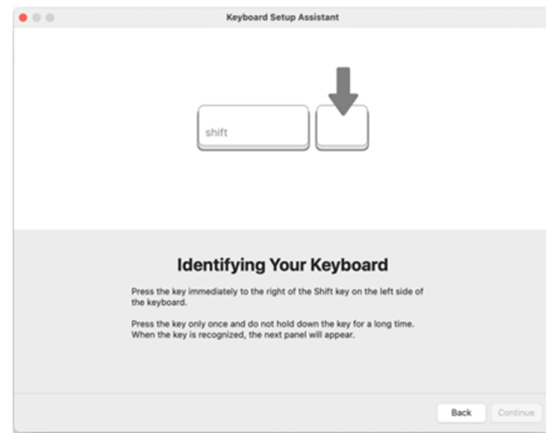 Keyboard Setup Assistant
shift
Identifying Your Keyboard
Press the key immediately to the right of the Shift key on the left side of
the keyboard.
Press the key only once and do not hold down the key for a long time.
When the key is recognized, the next panel will appear.
Back
Continue